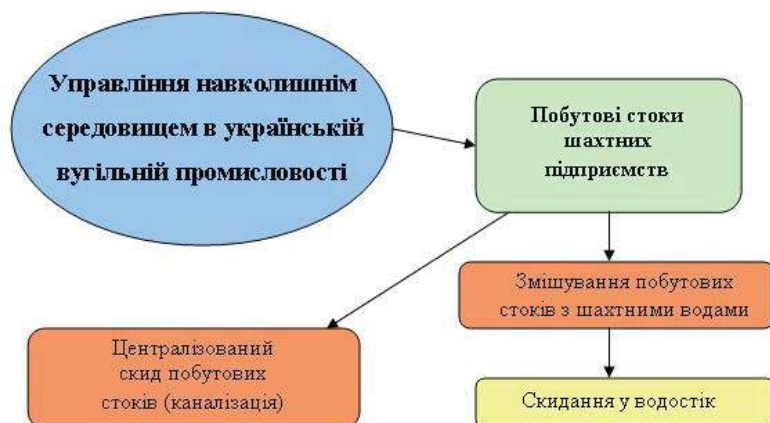 Управління навколишнім
середовищем в українській
вугільній промисловості
Побутові стоки
шахтних
підприємств
Змішування побутових
стоків з шахтними водами
Централізований
скид побутових
стоків (каналізація)
Скидання у водостік